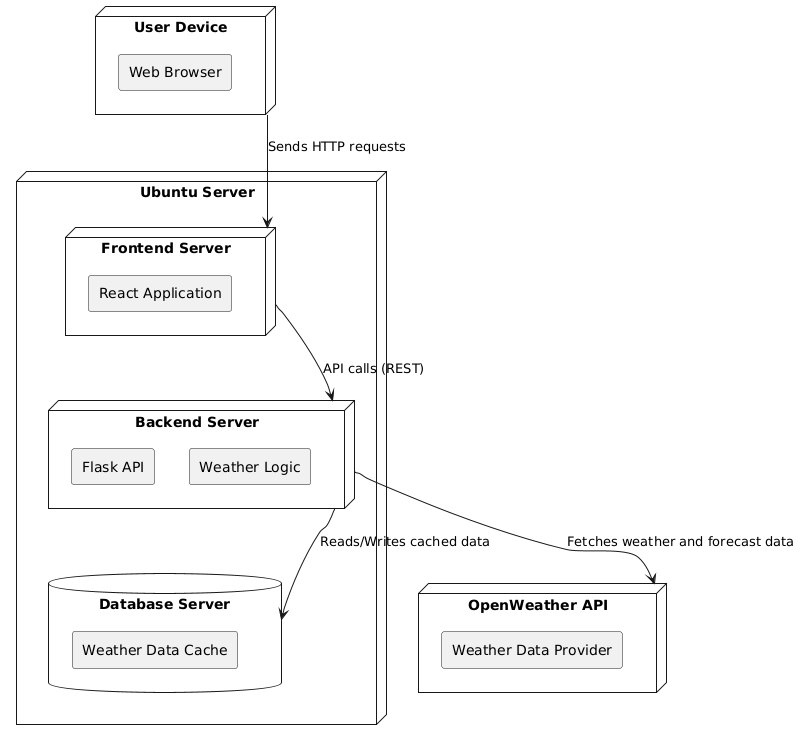 User Device
Web Browser
Sends HTTP requests
Ubuntu Server
Frontend Server
React Application
API calls (REST)
Backend Server
Flask API
Weather Logic
Reads/Writes cached data
Fetches weather and forecast data
Database Server
Weather Data Cache
OpenWeather API
Weather Data Provider